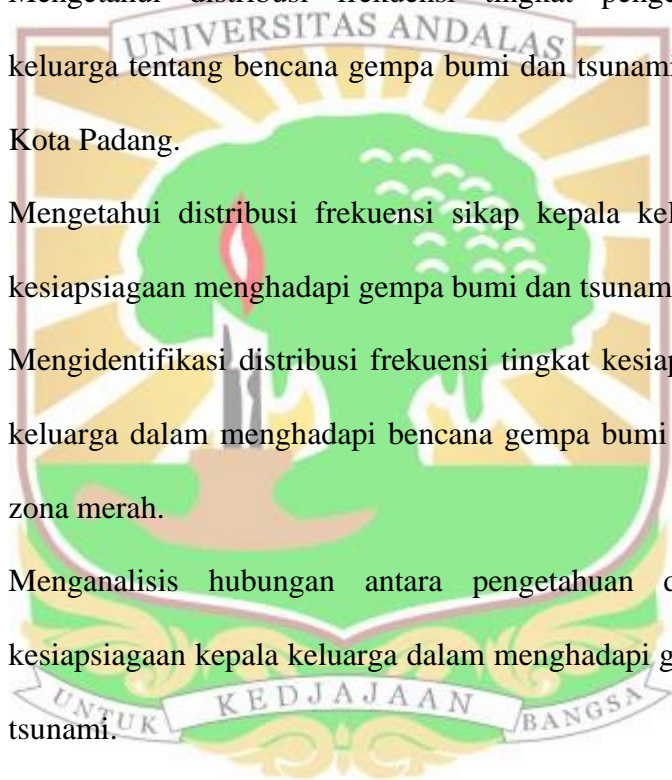 Mengetahui distribusi frekuensi tingkat
UNIVERSITAS ANDALAS
keluarga tentang bencana gempa bumi dan tsunami
Kota Padang.
Mengetahui distribusi frekuensi sikap kepala
kesiapsiagaan menghadapi gempa bumi dan tsunami
Mengidentifikasi distribusi frekuensi tingkat
keluarga dalam menghadapi bencana gempa bumi
zona merah.
Menganalisis hubungan antara pengetahuan
kesiapsiagaan kepala keluarga dalam menghadapi
tsunami.
UNTUK KEDJAJAAN BANGSA